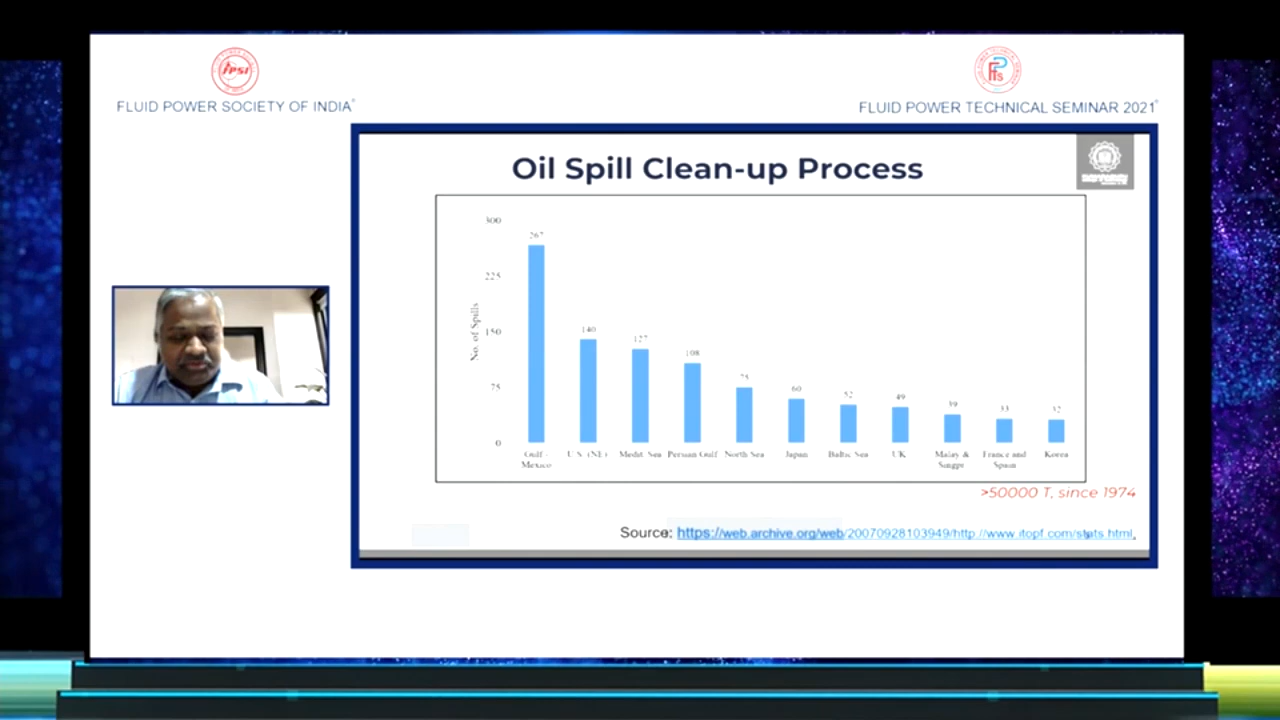 FLUID POWER SOCIETY OF INDIA
FLUID POWER TECHNICAL SEMINAR 2021
Oil Spill Clean-up Process
300
225
150
75
0
No. of Spills
267
140
127
108
75
60
52
49
39
33
32
Gulf - Mexico
U.S. (NE)
Medit. Sea
Persian Gulf
North Sea
Japan
Baltic Sea
UK
Malay & Singp.
France and Spain
Korea
>50000 T, since 1974
Source: https://web.archive.org/web/20070928103949/http://www.itopf.com/stats.html,